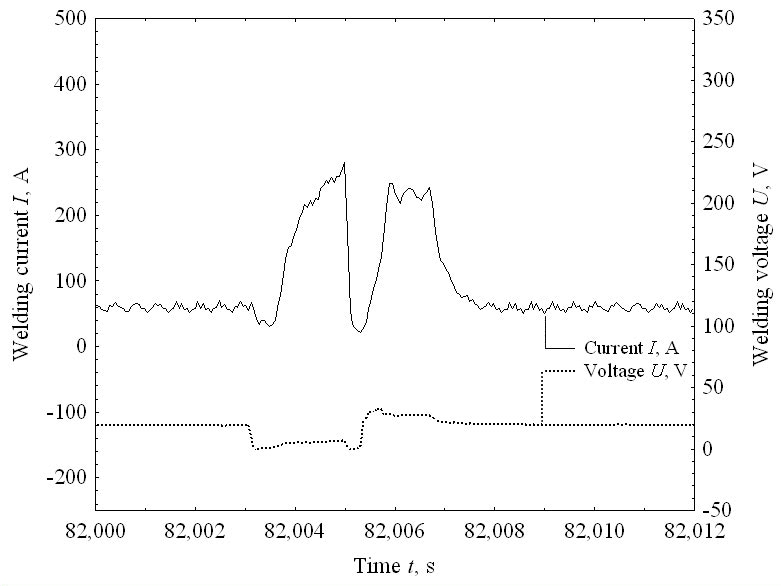 500
400
300
200
100
0
-100
-200
Welding current I, A
350
300
250
200
150
100
50
0
-50
Welding voltage U, V
Current I, A
Voltage U, V
82,000 82,002 82,004 82,006 82,008 82,010 82,012
Time t, s